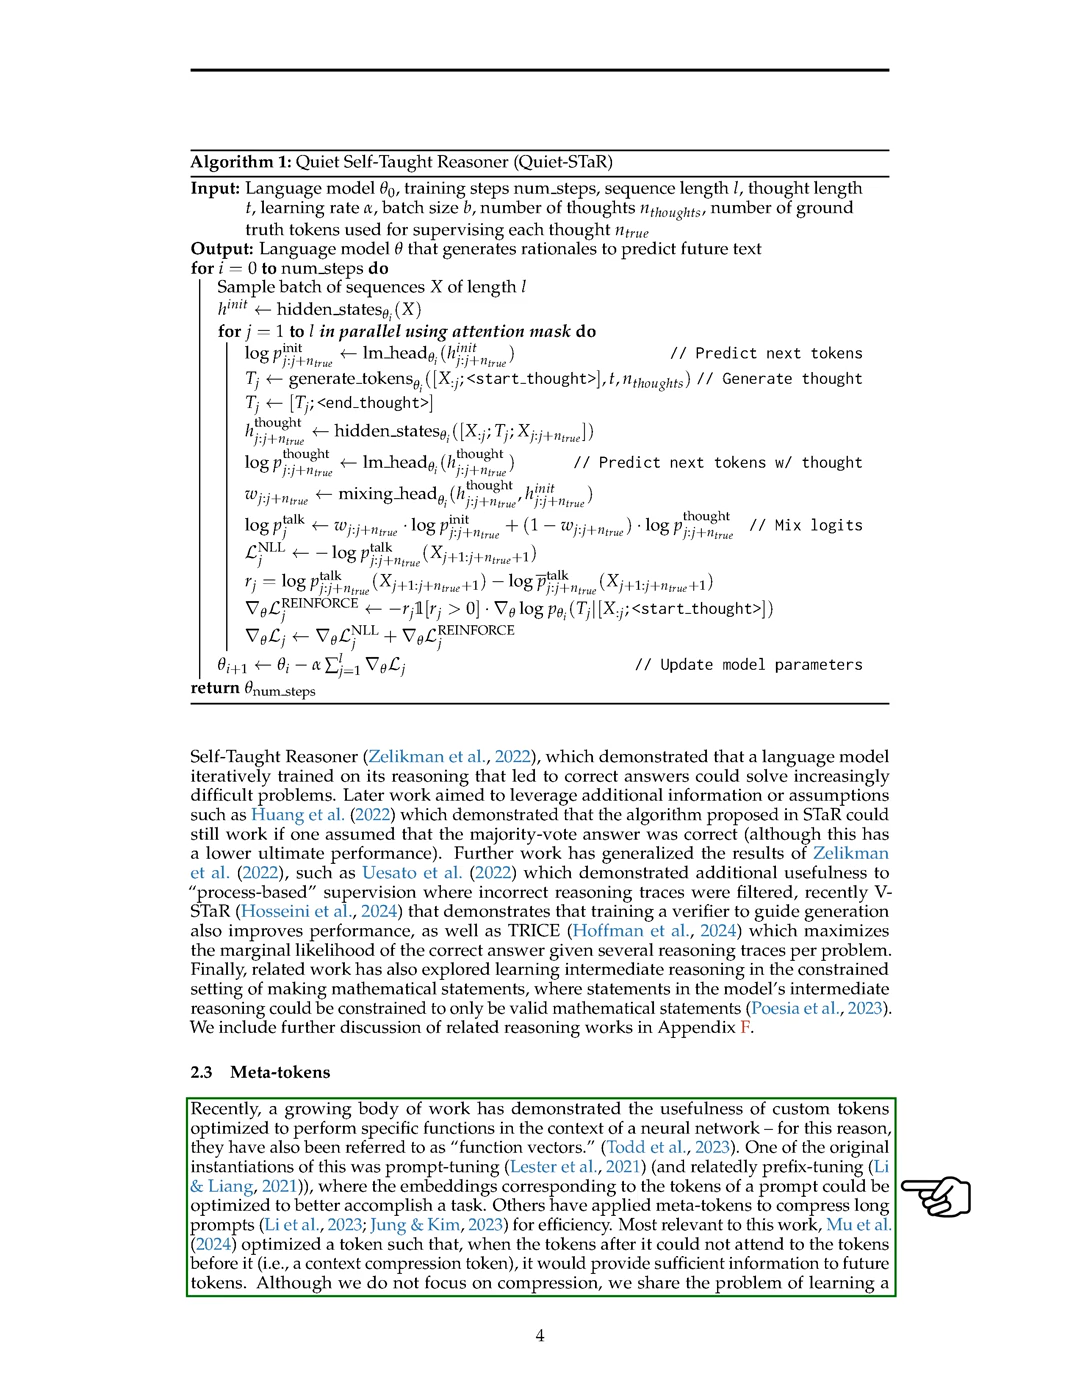 Algorithm 1: Quiet Self-Taught Reasoner (Quiet-STaR)
Input: Language model θ₀, training steps num_steps, sequence length l, thought length
t, learning rate α, batch size b, number of thoughts n_thoughts, number of ground
truth tokens used for supervising each thought n_true
Output: Language model θ that generates rationales to predict future text
for i = 0 to num_steps do
Sample batch of sequences X of length l
h^init ← hidden_states_θi(X)
for j = 1 to l in parallel using attention mask do
log p^init_j:j+n_true ← lm_head_θi(h^init_j:j+n_true) // Predict next tokens
T_j ← generate_tokens_θi([X_:j; <start_thought>], t, n_thoughts) // Generate thought
T_j ← [T_j; <end_thought>]
h^thought_j:j+n_true ← hidden_states_θi([X_:j; T_j; X_j:j+n_true])
log p^thought_j:j+n_true ← lm_head_θi(h^thought_j:j+n_true) // Predict next tokens w/ thought
w_j:j+n_true ← mixing_head_θi(h^thought_j:j+n_true, h^init_j:j+n_true)
log p^talk_j ← w_j:j+n_true · log p^init_j:j+n_true + (1 − w_j:j+n_true) · log p^thought_j:j+n_true // Mix logits
ℒ^NLL_j ← − log p^talk_j:j+n_true(X_j+1:j+n_true+1)
r_j = log p^talk_j:j+n_true(X_j+1:j+n_true+1) − log p̅^talk_j:j+n_true(X_j+1:j+n_true+1)
∇_θ ℒ^REINFORCE_j ← −r_j 𝟙[r_j > 0] · ∇_θ log p_θi(T_j|[X_:j; <start_thought>])
∇_θ ℒ_j ← ∇_θ ℒ^NLL_j + ∇_θ ℒ^REINFORCE_j
θ_i+1 ← θ_i − α ∑^l_j=1 ∇_θ ℒ_j // Update model parameters
return θ_num_steps
Self-Taught Reasoner (Zelikman et al., 2022), which demonstrated that a language model
iteratively trained on its reasoning that led to correct answers could solve increasingly
difficult problems. Later work aimed to leverage additional information or assumptions
such as Huang et al. (2022) which demonstrated that the algorithm proposed in STaR could
still work if one assumed that the majority-vote answer was correct (although this has
a lower ultimate performance). Further work has generalized the results of Zelikman
et al. (2022), such as Uesato et al. (2022) which demonstrated additional usefulness to
“process-based” supervision where incorrect reasoning traces were filtered, recently V-
STaR (Hosseini et al., 2024) that demonstrates that training a verifier to guide generation
also improves performance, as well as TRICE (Hoffman et al., 2024) which maximizes
the marginal likelihood of the correct answer given several reasoning traces per problem.
Finally, related work has also explored learning intermediate reasoning in the constrained
setting of making mathematical statements, where statements in the model’s intermediate
reasoning could be constrained to only be valid mathematical statements (Poesia et al., 2023).
We include further discussion of related reasoning works in Appendix F.
2.3 Meta-tokens
Recently, a growing body of work has demonstrated the usefulness of custom tokens
optimized to perform specific functions in the context of a neural network – for this reason,
they have also been referred to as “function vectors.” (Todd et al., 2023). One of the original
instantiations of this was prompt-tuning (Lester et al., 2021) (and relatedly prefix-tuning (Li
& Liang, 2021)), where the embeddings corresponding to the tokens of a prompt could be
optimized to better accomplish a task. Others have applied meta-tokens to compress long
prompts (Li et al., 2023; Jung & Kim, 2023) for efficiency. Most relevant to this work, Mu et al.
(2024) optimized a token such that, when the tokens after it could not attend to the tokens
before it (i.e., a context compression token), it would provide sufficient information to future
tokens. Although we do not focus on compression, we share the problem of learning a
4